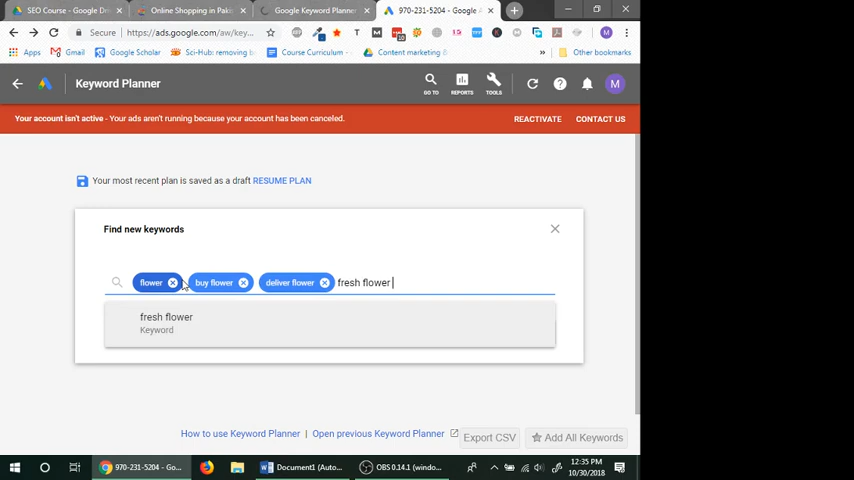 SEO Course - Google Dri
Online Shopping in Pakis
Google Keyword Planner
970-231-5204 - Google A
Secure
https://ads.google.com/aw/key...
Apps
Gmail
Google Scholar
Sci-Hub: removing b
Course Curriculum -
Content marketing B
Other bookmarks
Keyword Planner
GO TO
REPORTS
TOOLS
M
Your account isn't active - Your ads aren't running because your account has been canceled.
REACTIVATE
CONTACT US
Your most recent plan is saved as a draft RESUME PLAN
Find new keywords
flower
buy flower
deliver flower
fresh flower
fresh flower
Keyword
How to use Keyword Planner
Open previous Keyword Planner
Export CSV
Add All Keywords
970-231-5204 - Go...
Document1 (Auto...
OBS 0.14.1 (windo...
12:35 PM
10/30/2018